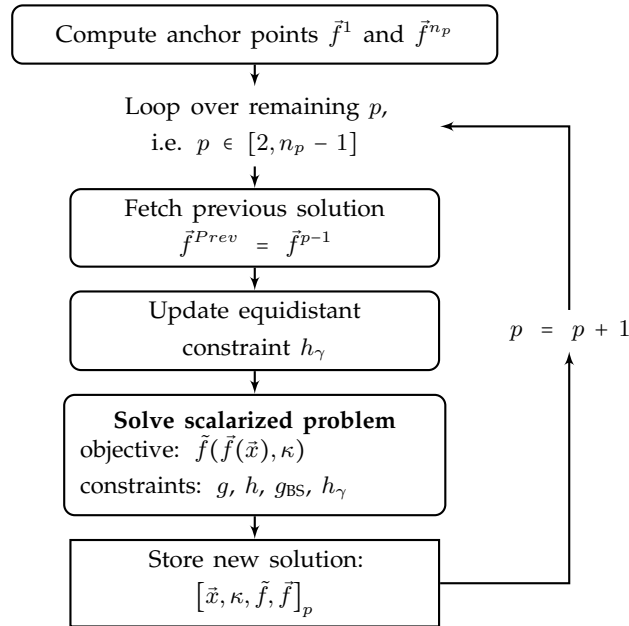 Compute anchor points $\vec{f}^{1}$ and $\vec{f}^{n_p}$
Loop over remaining $p$,
i.e. $p \in [2, n_p - 1]$
Fetch previous solution
$\vec{f}^{Prev} = \vec{f}^{p-1}$
Update equidistant
constraint $h_\gamma$
$p = p + 1$
Solve scalarized problem
objective: $\tilde{f}(\vec{f}(\vec{x}), \kappa)$
constraints: $g, h, g_{\text{BS}}, h_\gamma$
Store new solution:
$[\vec{x}, \kappa, \tilde{f}, \vec{f}]_p$